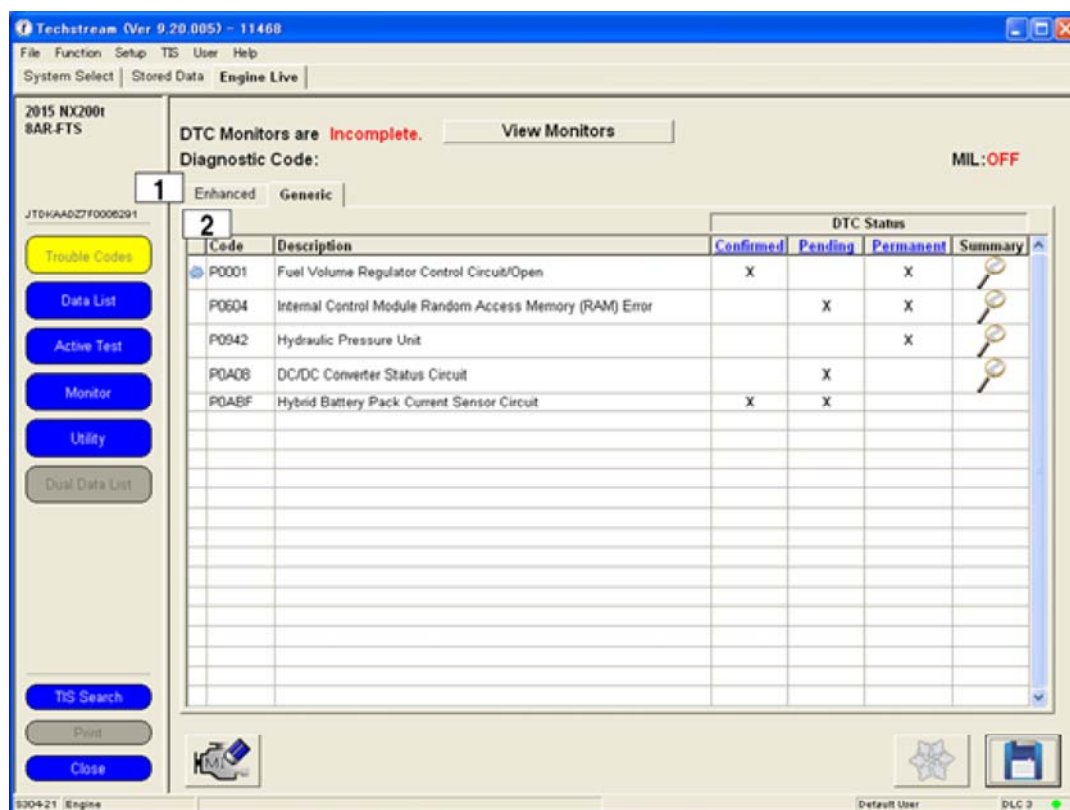 Techstream (Ver 9.20.005) - 11468
File Function Setup TIS User Help
System Select Stored Data Engine Live
2015 NX200t
8AR-FTS
DTC Monitors are Incomplete. View Monitors
Diagnostic Code: MIL:OFF
1 Enhanced Generic
JTDKAADZ7F0006291
2 DTC Status
Code Description Confirmed Pending Permanent Summary
P0001 Fuel Volume Regulator Control Circuit/Open X X
P0604 Internal Control Module Random Access Memory (RAM) Error X X
P0942 Hydraulic Pressure Unit X
P0A08 DC/DC Converter Status Circuit X
P0ABF Hybrid Battery Pack Current Sensor Circuit X X
Trouble Codes
Data List
Active Test
Monitor
Utility
Dual Data List
TIS Search
Print
Close
S304-21 Engine Default User DLC 3